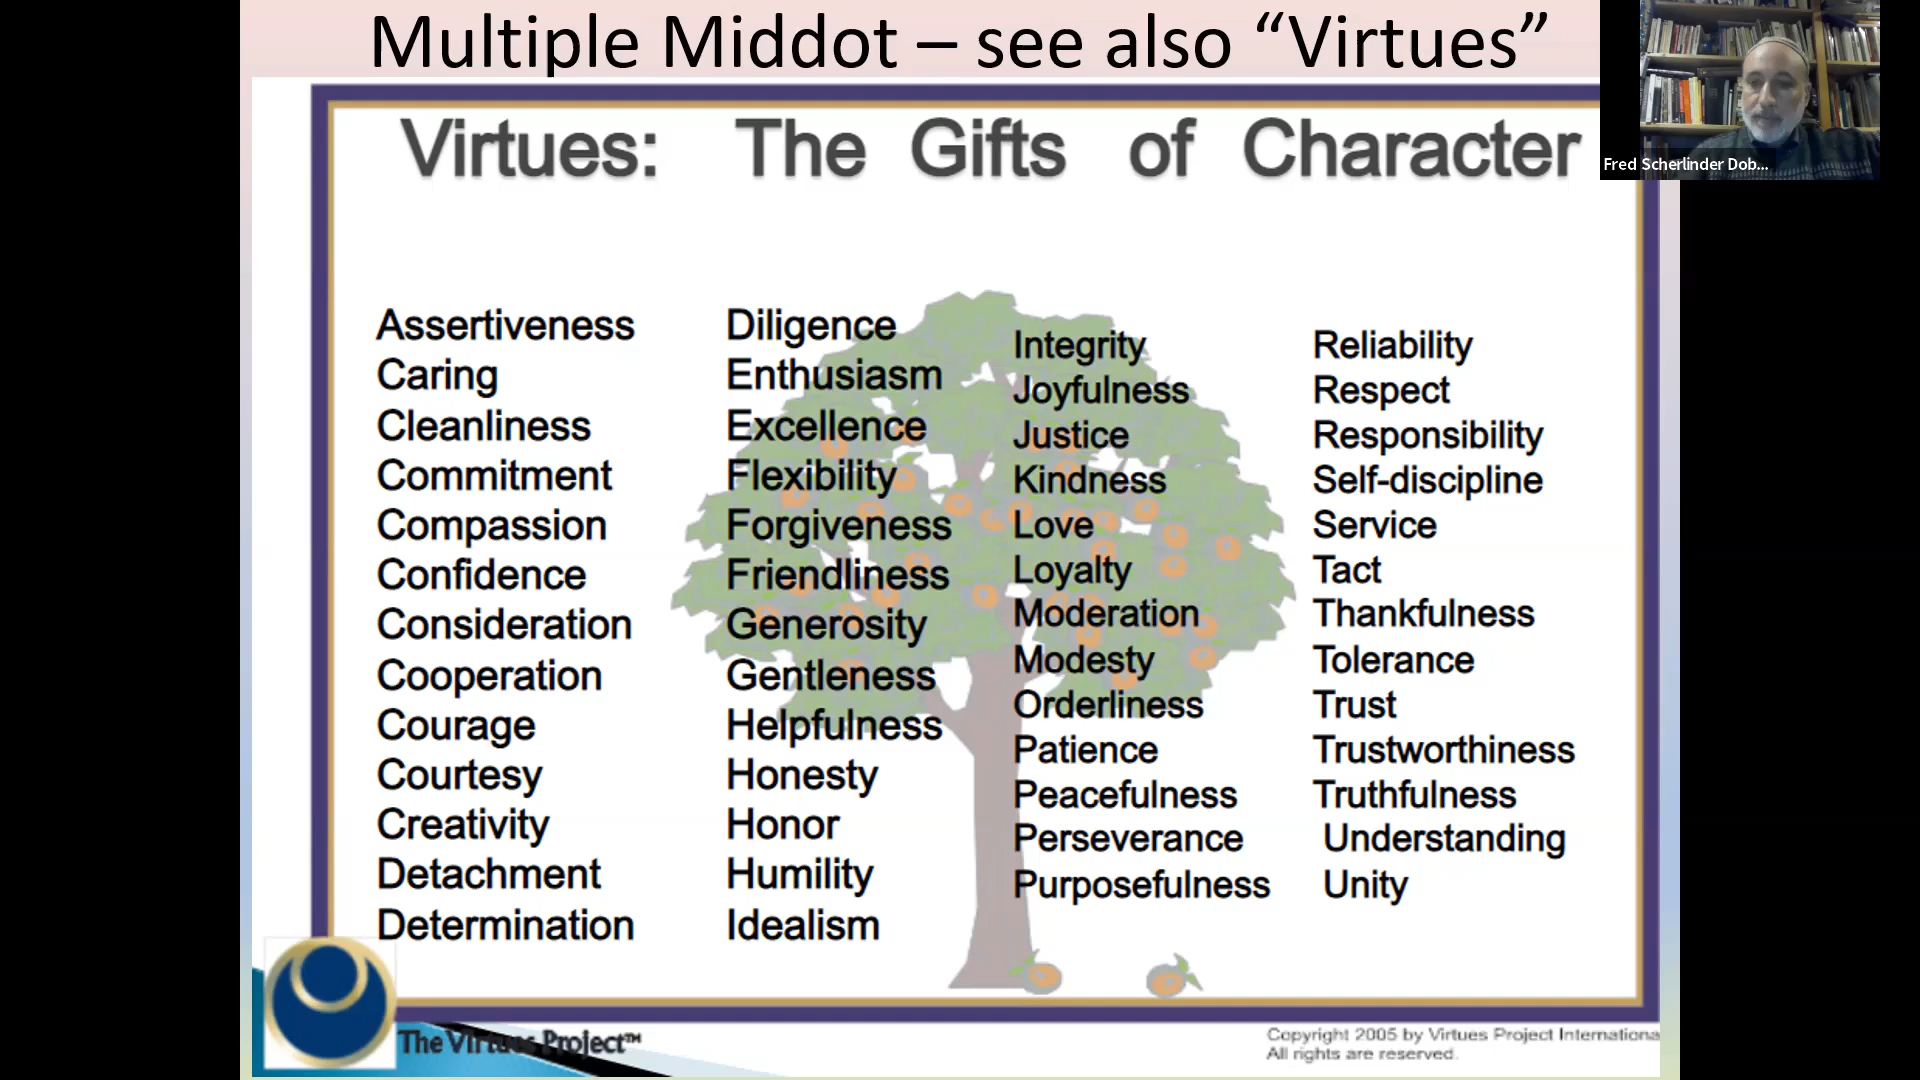 Multiple Middot – see also “Virtues”
Virtues: The Gifts of Character
Fred Scherlinder Dob...
Assertiveness
Caring
Cleanliness
Commitment
Compassion
Confidence
Consideration
Cooperation
Courage
Courtesy
Creativity
Detachment
Determination
Diligence
Enthusiasm
Excellence
Flexibility
Forgiveness
Friendliness
Generosity
Gentleness
Helpfulness
Honesty
Honor
Humility
Idealism
Integrity
Joyfulness
Justice
Kindness
Love
Loyalty
Moderation
Modesty
Orderliness
Patience
Peacefulness
Perseverance
Purposefulness
Reliability
Respect
Responsibility
Self-discipline
Service
Tact
Thankfulness
Tolerance
Trust
Trustworthiness
Truthfulness
Understanding
Unity
The Virtues Project™
Copyright 2005 by Virtues Project Internationa
All rights are reserved.